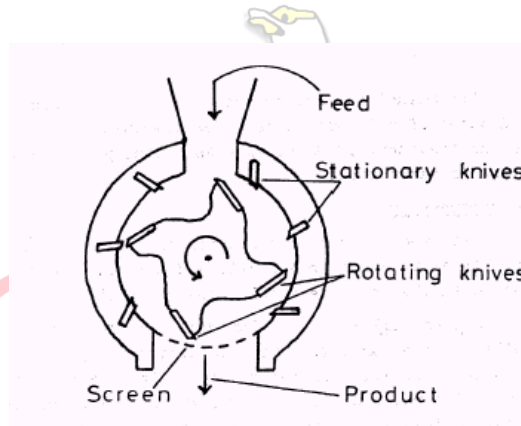 Feed
Stationary knives
Rotating knives
Screen
Product